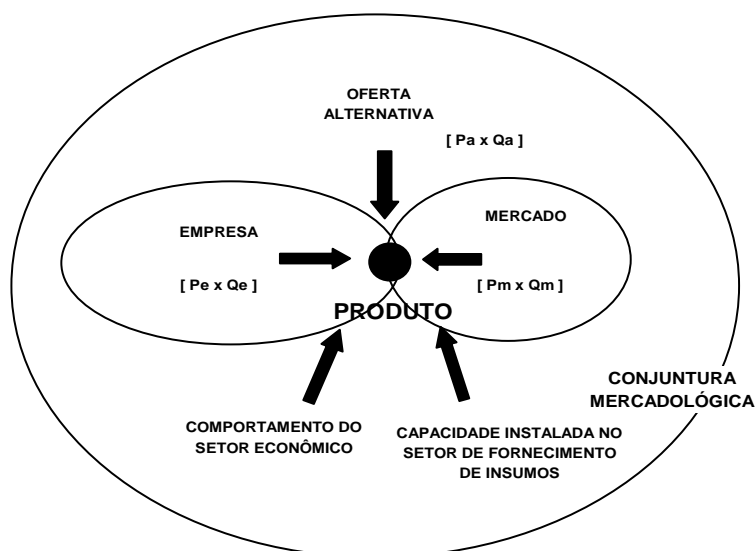 OFERTA
ALTERNATIVA
[ Pa x Qa ]
EMPRESA
[ Pe x Qe ]
MERCADO
[ Pm x Qm ]
PRODUTO
CONJUNTURA
MERCADOLÓGICA
COMPORTAMENTO DO
SETOR ECONÔMICO
CAPACIDADE INSTALADA NO
SETOR DE FORNECIMENTO
DE INSUMOS